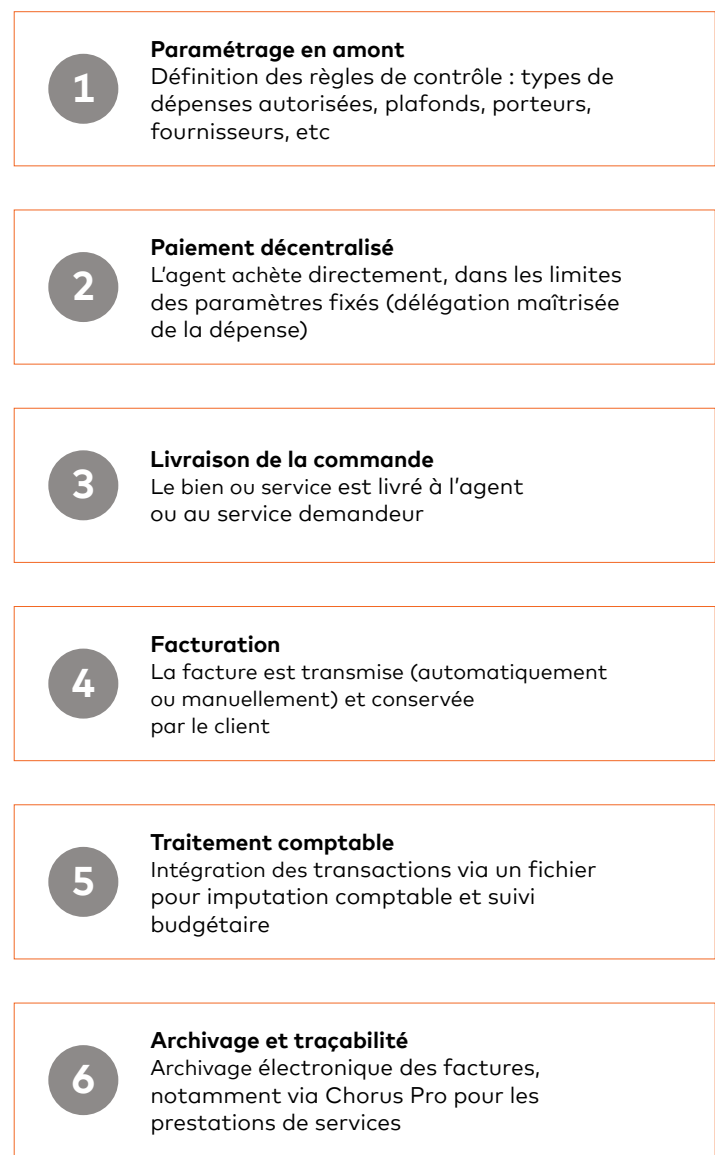 1
Paramétrage en amont
Définition des règles de contrôle : types de
dépenses autorisées, plafonds, porteurs,
fournisseurs, etc
2
Paiement décentralisé
L'agent achète directement, dans les limites
des paramètres fixés (délégation maîtrisée
de la dépense)
3
Livraison de la commande
Le bien ou service est livré à l'agent
ou au service demandeur
4
Facturation
La facture est transmise (automatiquement
ou manuellement) et conservée
par le client
5
Traitement comptable
Intégration des transactions via un fichier
pour imputation comptable et suivi
budgétaire
6
Archivage et traçabilité
Archivage électronique des factures,
notamment via Chorus Pro pour les
prestations de services